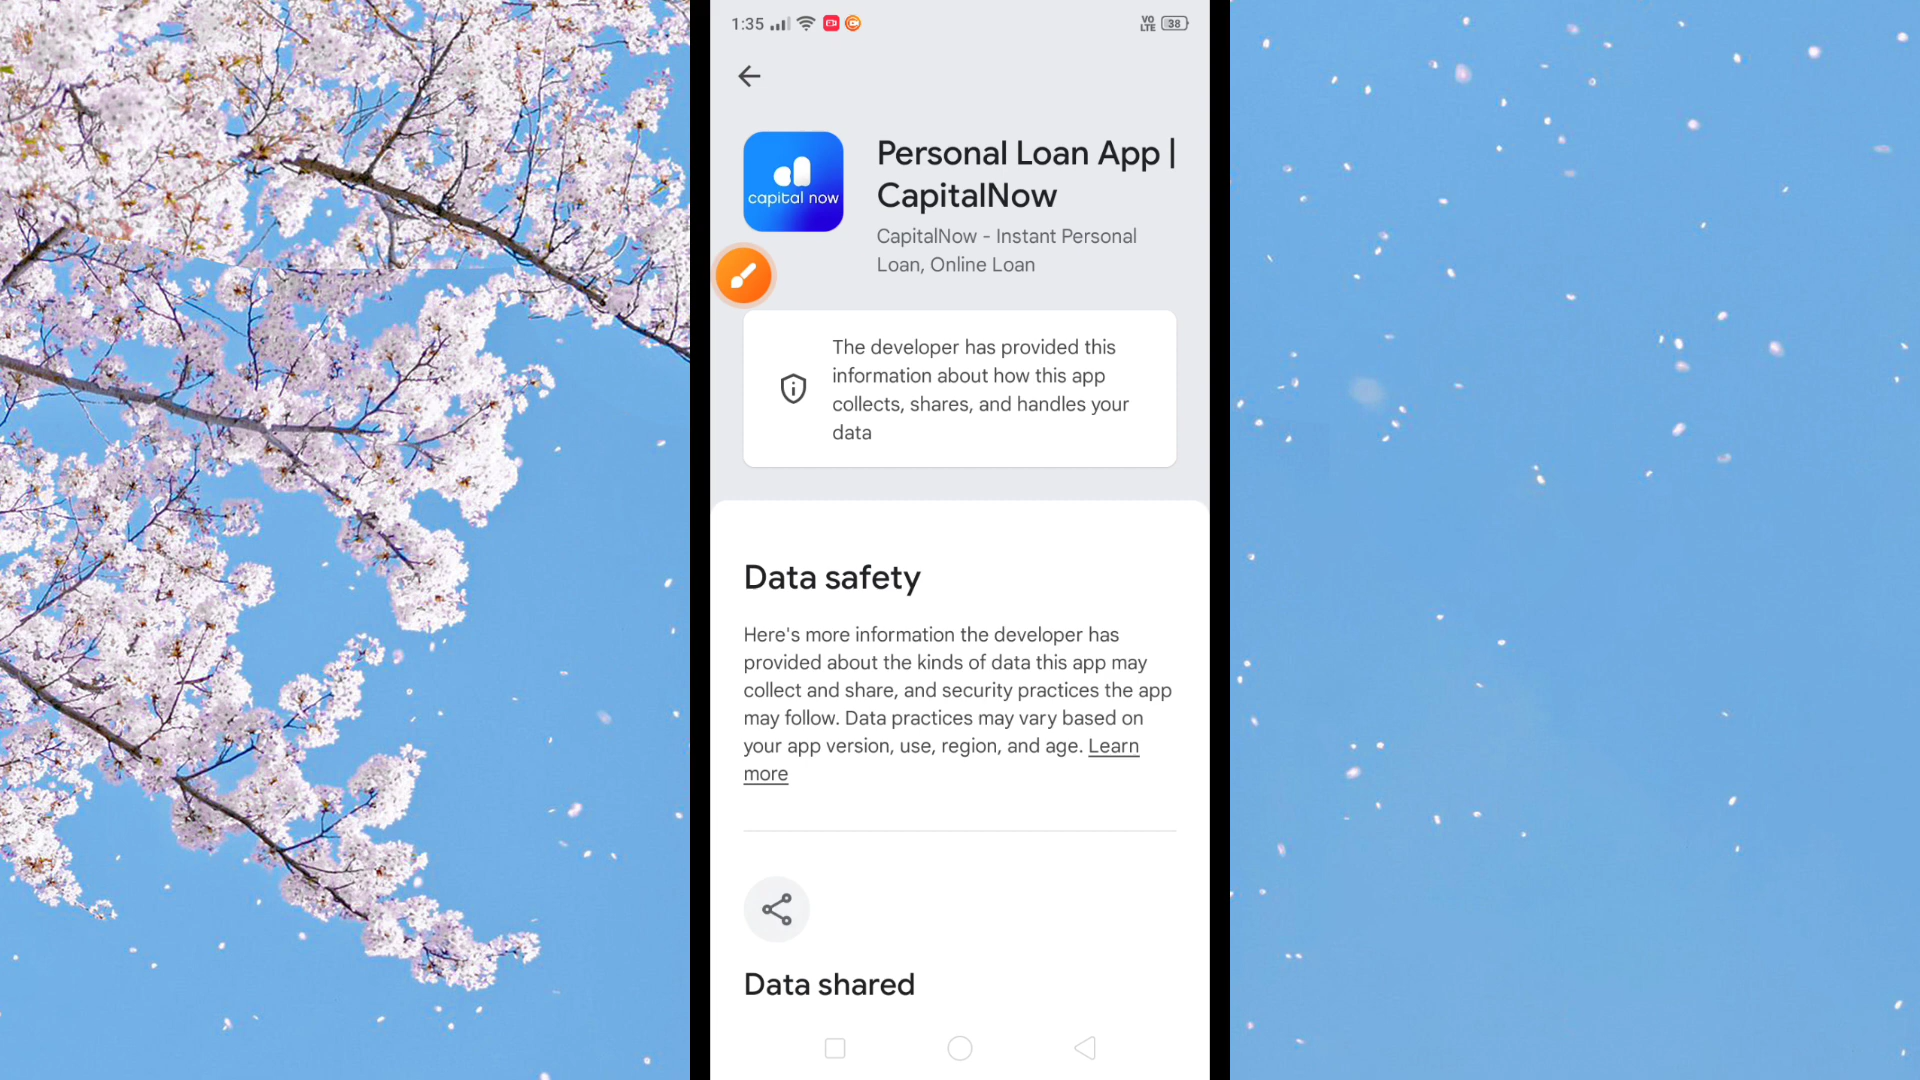 1:35
VO
LTE
38
Personal Loan App |
CapitalNow
capital now
CapitalNow - Instant Personal
Loan, Online Loan
The developer has provided this
information about how this app
collects, shares, and handles your
data
Data safety
Here's more information the developer has
provided about the kinds of data this app may
collect and share, and security practices the app
may follow. Data practices may vary based on
your app version, use, region, and age. Learn
more
Data shared